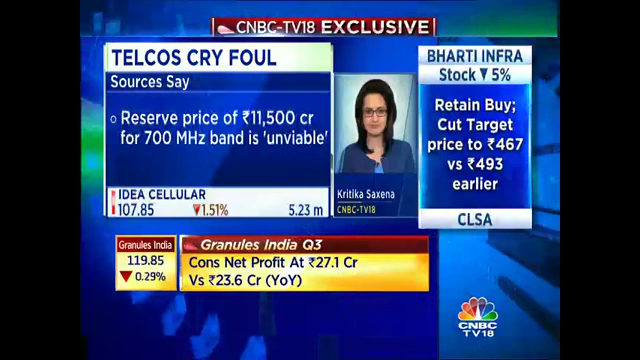 CNBC-TV18 EXCLUSIVE
TELCOS CRY FOUL
Sources Say
Reserve price of ₹11,500 cr
for 700 MHz band is 'unviable'
IDEA CELLULAR
107.85 ▼1.51% 5.23 m
Kritika Saxena
CNBC-TV18
BHARTI INFRA
Stock ▼ 5%
Retain Buy;
Cut Target
price to ₹467
vs ₹493
earlier
CLSA
Granules India
119.85
▼ 0.29%
Granules India Q3
Cons Net Profit At ₹27.1 Cr
Vs ₹23.6 Cr (YoY)
CNBC
TV18